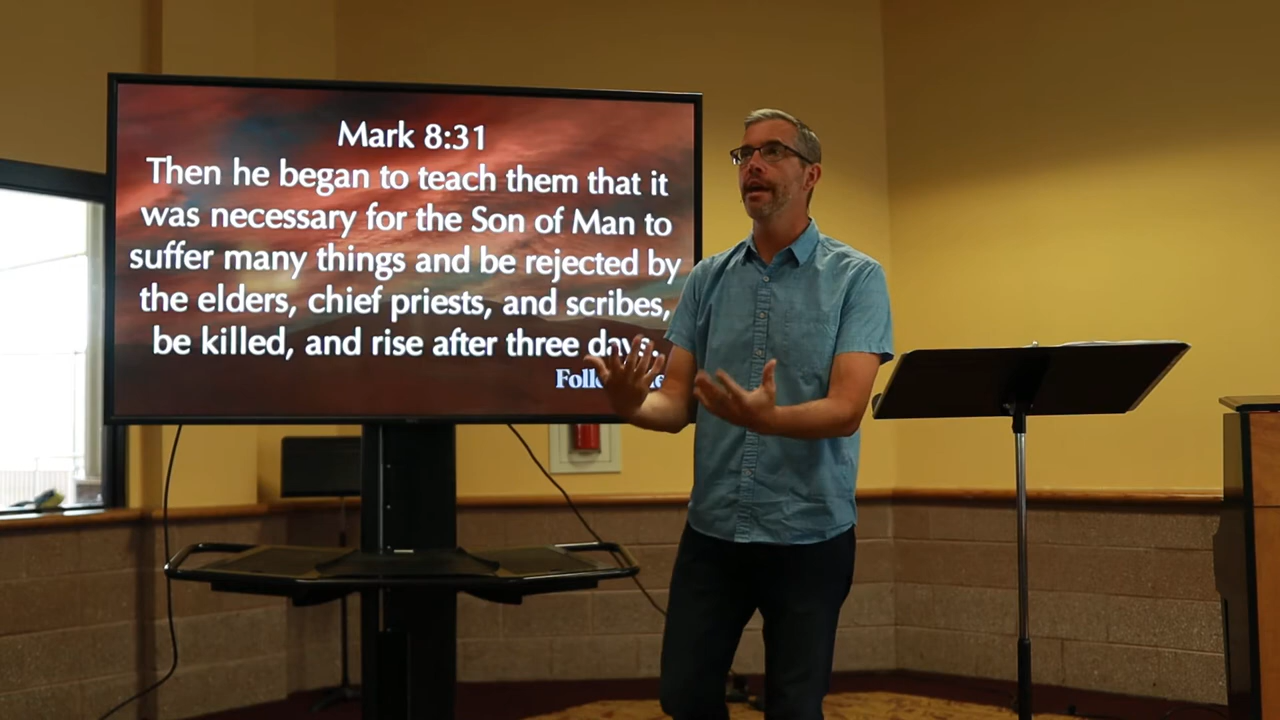 Mark 8:31
Then he began to teach them that it
was necessary for the Son of Man to
suffer many things and be rejected by
the elders, chief priests, and scribes,
be killed, and rise after three days.